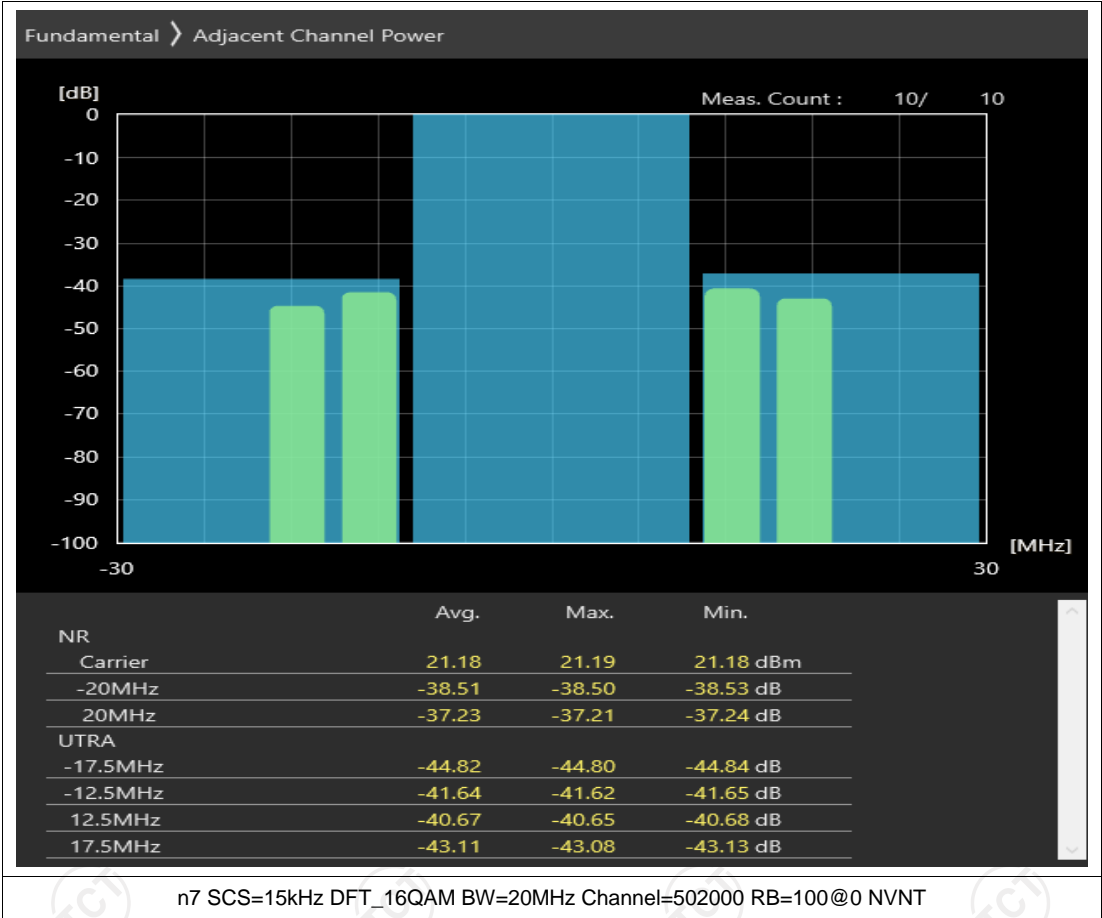 Fundamental ❯ Adjacent Channel Power
[dB]
Meas. Count : 10/ 10
0
-10
-20
-30
-40
-50
-60
-70
-80
-90
-100
[MHz]
-30 30
Avg. Max. Min.
NR
Carrier 21.18 21.19 21.18 dBm
-20MHz -38.51 -38.50 -38.53 dB
20MHz -37.23 -37.21 -37.24 dB
UTRA
-17.5MHz -44.82 -44.80 -44.84 dB
-12.5MHz -41.64 -41.62 -41.65 dB
12.5MHz -40.67 -40.65 -40.68 dB
17.5MHz -43.11 -43.08 -43.13 dB
n7 SCS=15kHz DFT_16QAM BW=20MHz Channel=502000 RB=100@0 NVNT
TCT TCT TCT TCT